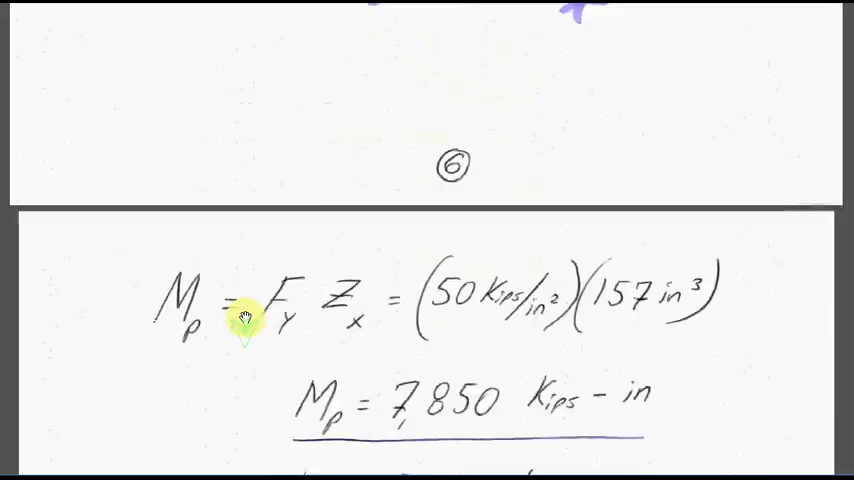 6
Mp = Fy Zx = (50 Kips/in²)(157 in³)
Mp = 7,850 Kips - in